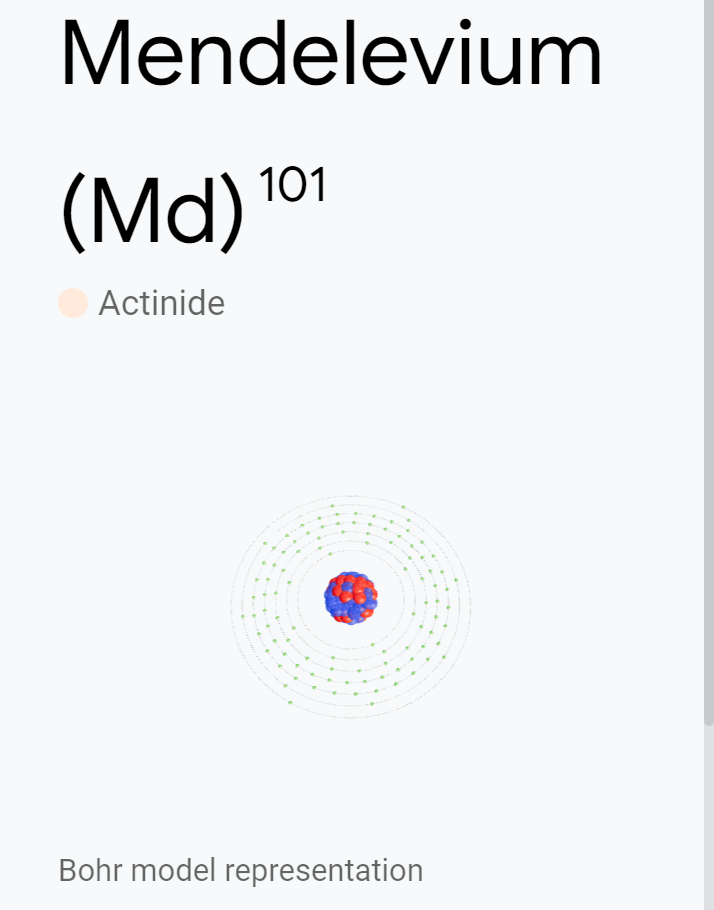 Mendelevium
(Md) 101
Actinide
Bohr model representation